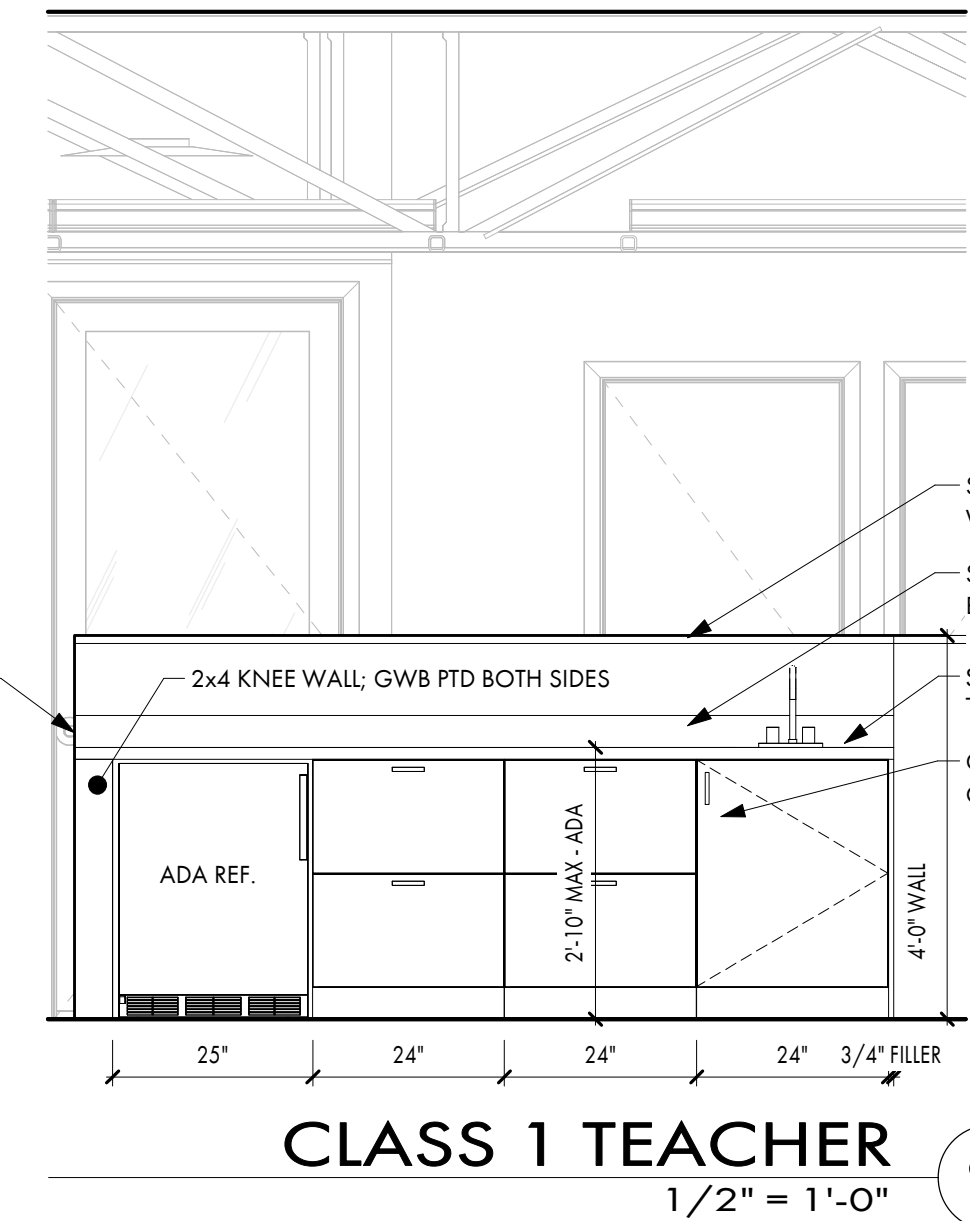 2x4 KNEE WALL; GWB PTD BOTH SIDES
ADA REF.
2'-10" MAX - ADA
4'-0" WALL
25"
24"
24"
24"
3/4" FILLER
CLASS 1 TEACHER
1/2" = 1'-0"